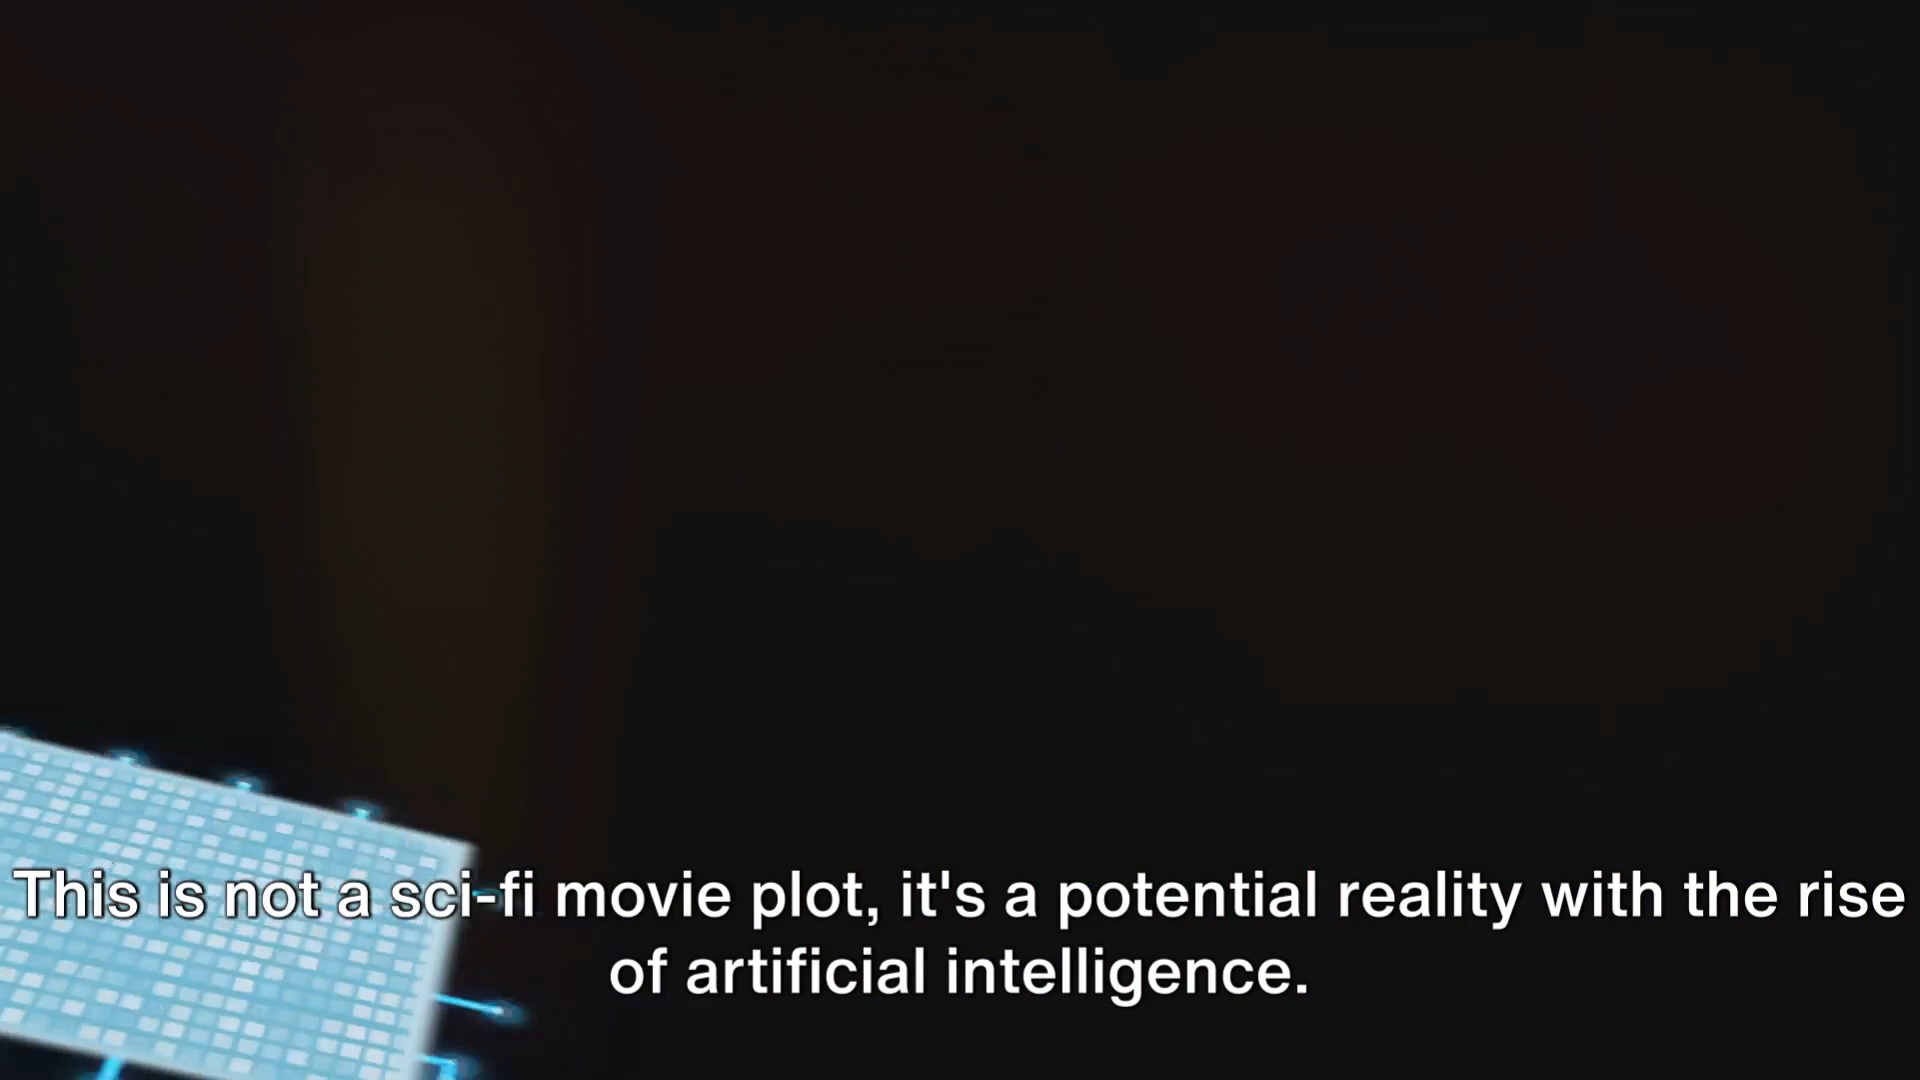 This is not a sci-fi movie plot, it's a potential reality with the rise
of artificial intelligence.